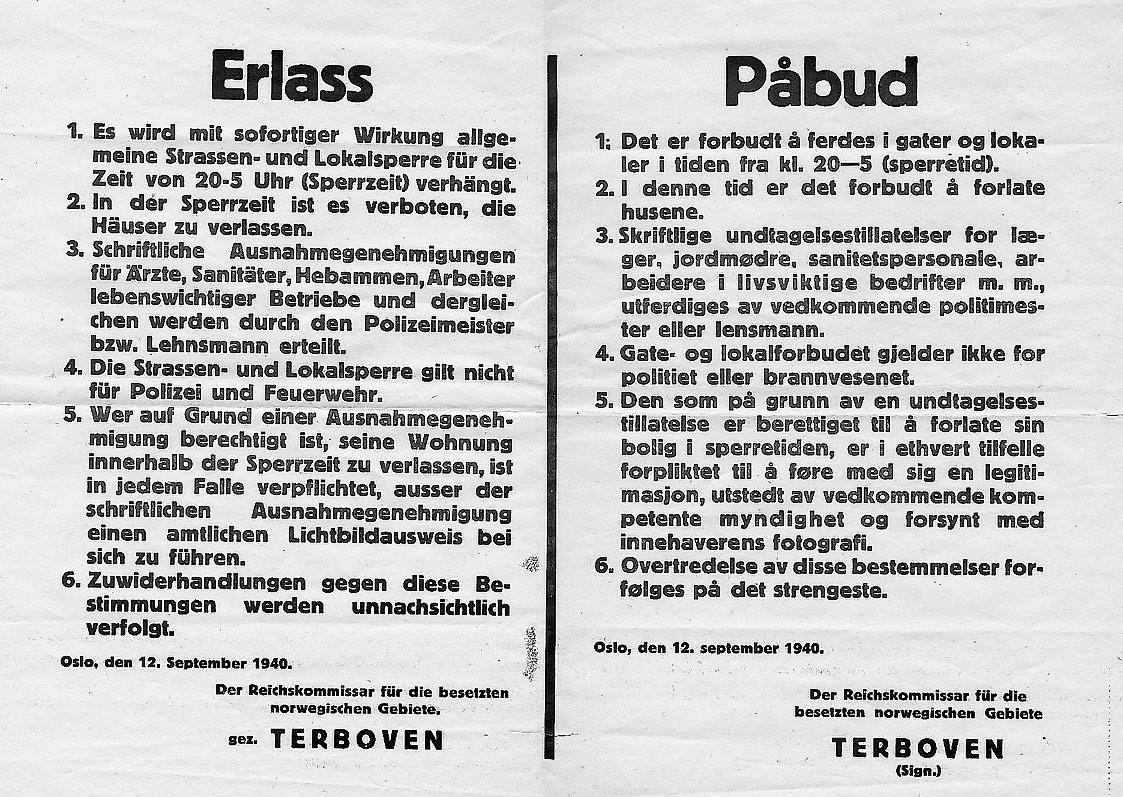 Erlass
1. Es wird mit sofortiger Wirkung allge-
meine Strassen- und Lokalsperre für die
Zeit von 20-5 Uhr (Sperrzeit) verhängt.
2. In der Sperrzeit ist es verboten, die
Häuser zu verlassen.
3. Schriftliche Ausnahmegenehmigungen
für Ärzte, Sanitäter, Hebammen, Arbeiter
lebenswichtiger Betriebe und derglei-
chen werden durch den Polizeimeister
bzw. Lehnsmann erteilt.
4. Die Strassen- und Lokalsperre gilt nicht
für Polizei und Feuerwehr.
5. Wer auf Grund einer Ausnahmegeneh-
migung berechtigt ist, seine Wohnung
innerhalb der Sperrzeit zu verlassen, ist
in jedem Falle verpflichtet, ausser der
schriftlichen Ausnahmegenehmigung
einen amtlichen Lichtbildausweis bei
sich zu führen.
6. Zuwiderhandlungen gegen diese Be-
stimmungen werden unnachsichtlich
verfolgt.
Oslo, den 12. September 1940.
Der Reichskommissar für die besetzten
norwegischen Gebiete.
gez. TERBOVEN
Påbud
1: Det er forbudt å ferdes i gater og loka-
ler i tiden fra kl. 20—5 (sperretid).
2. I denne tid er det forbudt å forlate
husene.
3. Skriftlige undtagelsestillatelser for læ-
ger, jordmødre, sanitetspersonale, ar-
beidere i livsviktige bedrifter m. m.,
utferdiges av vedkommende politimes-
ter eller lensmann.
4. Gate- og lokalforbudet gjelder ikke for
politiet eller brannvesenet.
5. Den som på grunn av en undtagelses-
tillatelse er berettiget til å forlate sin
bolig i sperretiden, er i ethvert tilfelle
forpliktet til å føre med sig en legiti-
masjon, utstedt av vedkommende kom-
petente myndighet og forsynt med
innehaverens fotografi.
6. Overtredelse av disse bestemmelser for-
følges på det strengeste.
Oslo, den 12. september 1940.
Der Reichskommissar für die
besetzten norwegischen Gebiete
TERBOVEN
(Sign.)